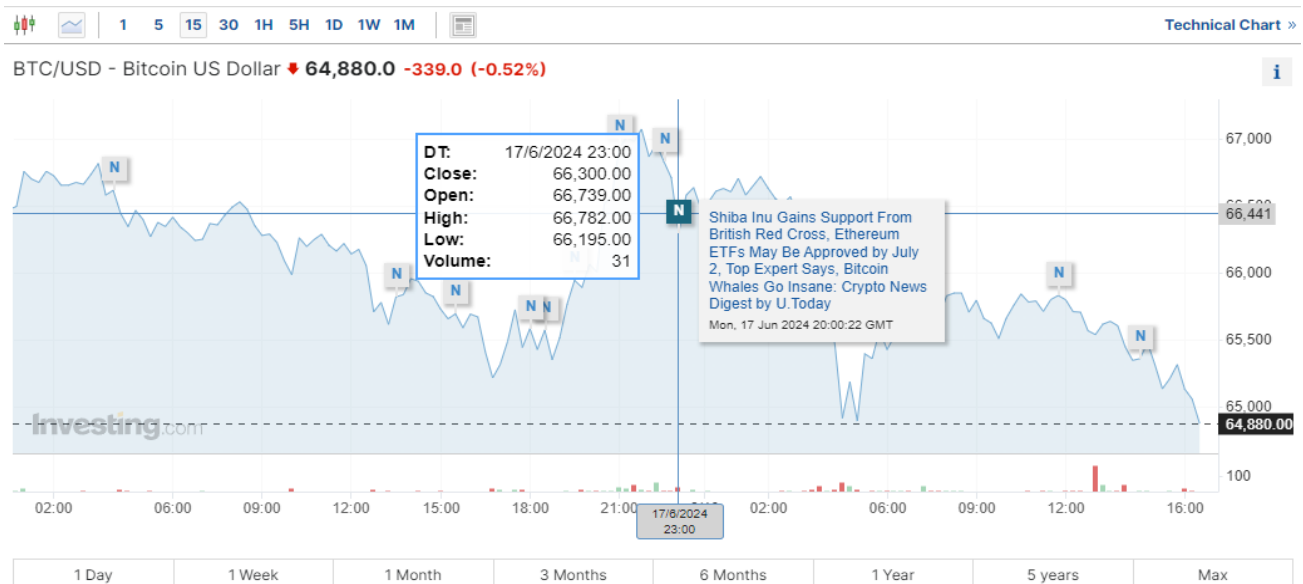 1 5 15 30 1H 5H 1D 1W 1M
Technical Chart »
BTC/USD - Bitcoin US Dollar 64,880.0 -339.0 (-0.52%)
i
N
N
N
N
N
N
N
N
N
N
DT: 17/6/2024 23:00
Close: 66,300.00
Open: 66,739.00
High: 66,782.00
Low: 66,195.00
Volume: 31
Shiba Inu Gains Support From
British Red Cross, Ethereum
ETFs May Be Approved by July
2, Top Expert Says, Bitcoin
Whales Go Insane: Crypto News
Digest by U.Today
Mon, 17 Jun 2024 20:00:22 GMT
67,000
66,441
66,000
65,500
65,000
64,880.00
100
Investing.com
02:00 06:00 09:00 12:00 15:00 18:00 21:00 02:00 06:00 09:00 12:00 16:00
17/6/2024
23:00
1 Day 1 Week 1 Month 3 Months 6 Months 1 Year 5 years Max